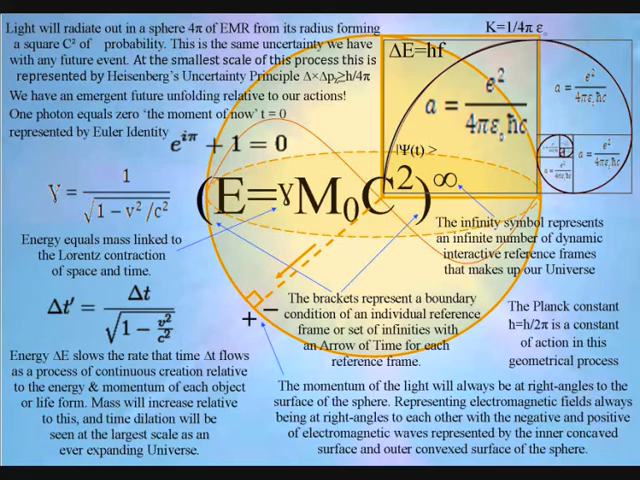 Light will radiate out in a sphere 4π of EMR from its radius forming
a square C² of probability. This is the same uncertainty we have
with any future event. At the smallest scale of this process this is
represented by Heisenberg's Uncertainty Principle Δ×Δpₓ≥h/4π
We have an emergent future unfolding relative to our actions!
One photon equals zero 'the moment of now' t = 0
represented by Euler Identity
e^{iπ} + 1 = 0
K=1/4π ε₀
ΔE=hf
a = e²/4πε₀ħc
a = e²/4πε₀ħc
a = e²/4πε₀ħc
a = e²/4πε₀ħc
|Ψ(t) >
γ = 1/√(1 − v²/c²)
(E=γM₀C²)^∞
Energy equals mass linked to
the Lorentz contraction
of space and time.
The infinity symbol represents
an infinite number of dynamic
interactive reference frames
that makes up our Universe
Δt' = Δt/√(1 − v²/c²)
+ −
The brackets represent a boundary
condition of an individual reference
frame or set of infinities with
an Arrow of Time for each
reference frame.
The Planck constant
h=h/2π is a constant
of action in this
geometrical process
Energy ΔE slows the rate that time Δt flows
as a process of continuous creation relative
to the energy & momentum of each object
or life form. Mass will increase relative
to this, and time dilation will be
seen at the largest scale as an
ever expanding Universe.
The momentum of the light will always be at right-angles to the
surface of the sphere. Representing electromagnetic fields always
being at right-angles to each other with the negative and positive
of electromagnetic waves represented by the inner concaved
surface and outer convexed surface of the sphere.